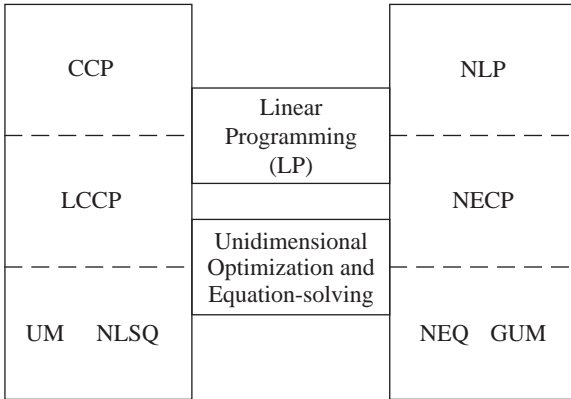 CCP
NLP
Linear
Programming
(LP)
LCCP
NECP
Unidimensional
Optimization and
Equation-solving
UM NLSQ
NEQ GUM